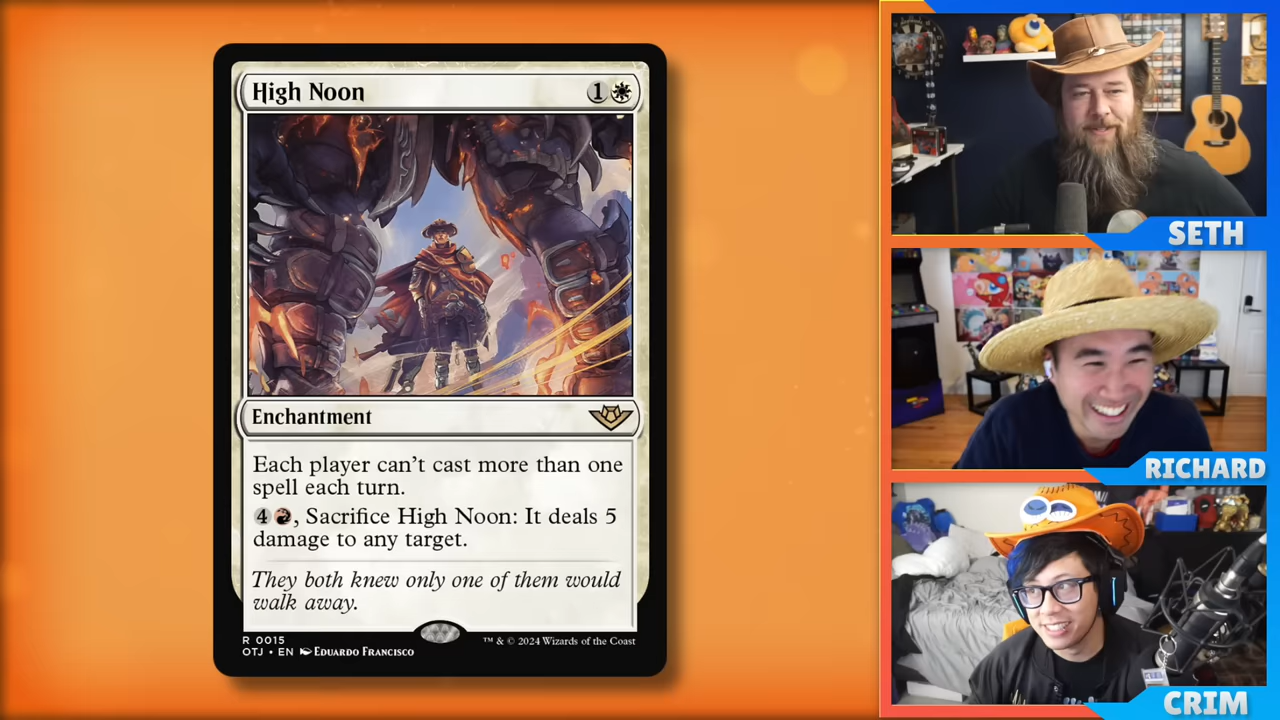 High Noon 1
Enchantment
Each player can't cast more than one
spell each turn.
4, Sacrifice High Noon: It deals 5
damage to any target.
They both knew only one of them would
walk away.
R 0015
OTJ • EN Eduardo Francisco
™ & © 2024 Wizards of the Coast
SETH
RICHARD
CRIM